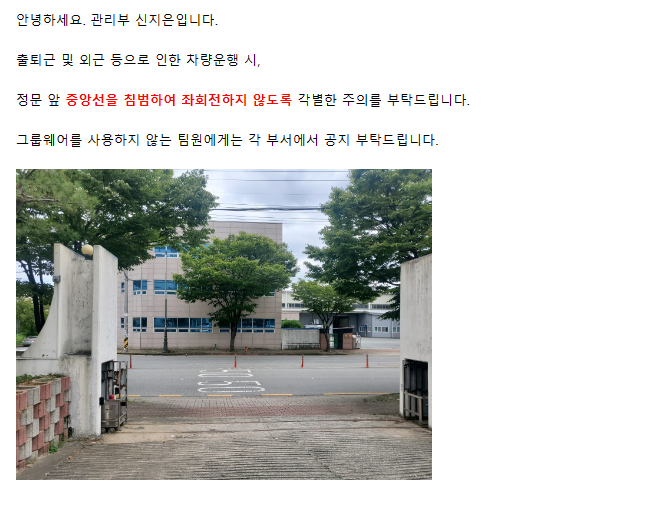 안녕하세요. 관리부 신지은입니다.
출퇴근 및 외근 등으로 인한 차량운행 시,
정문 앞 중앙선을 침범하여 좌회전하지 않도록 각별한 주의를 부탁드립니다.
그룹웨어를 사용하지 않는 팀원에게는 각 부서에서 공지 부탁드립니다.